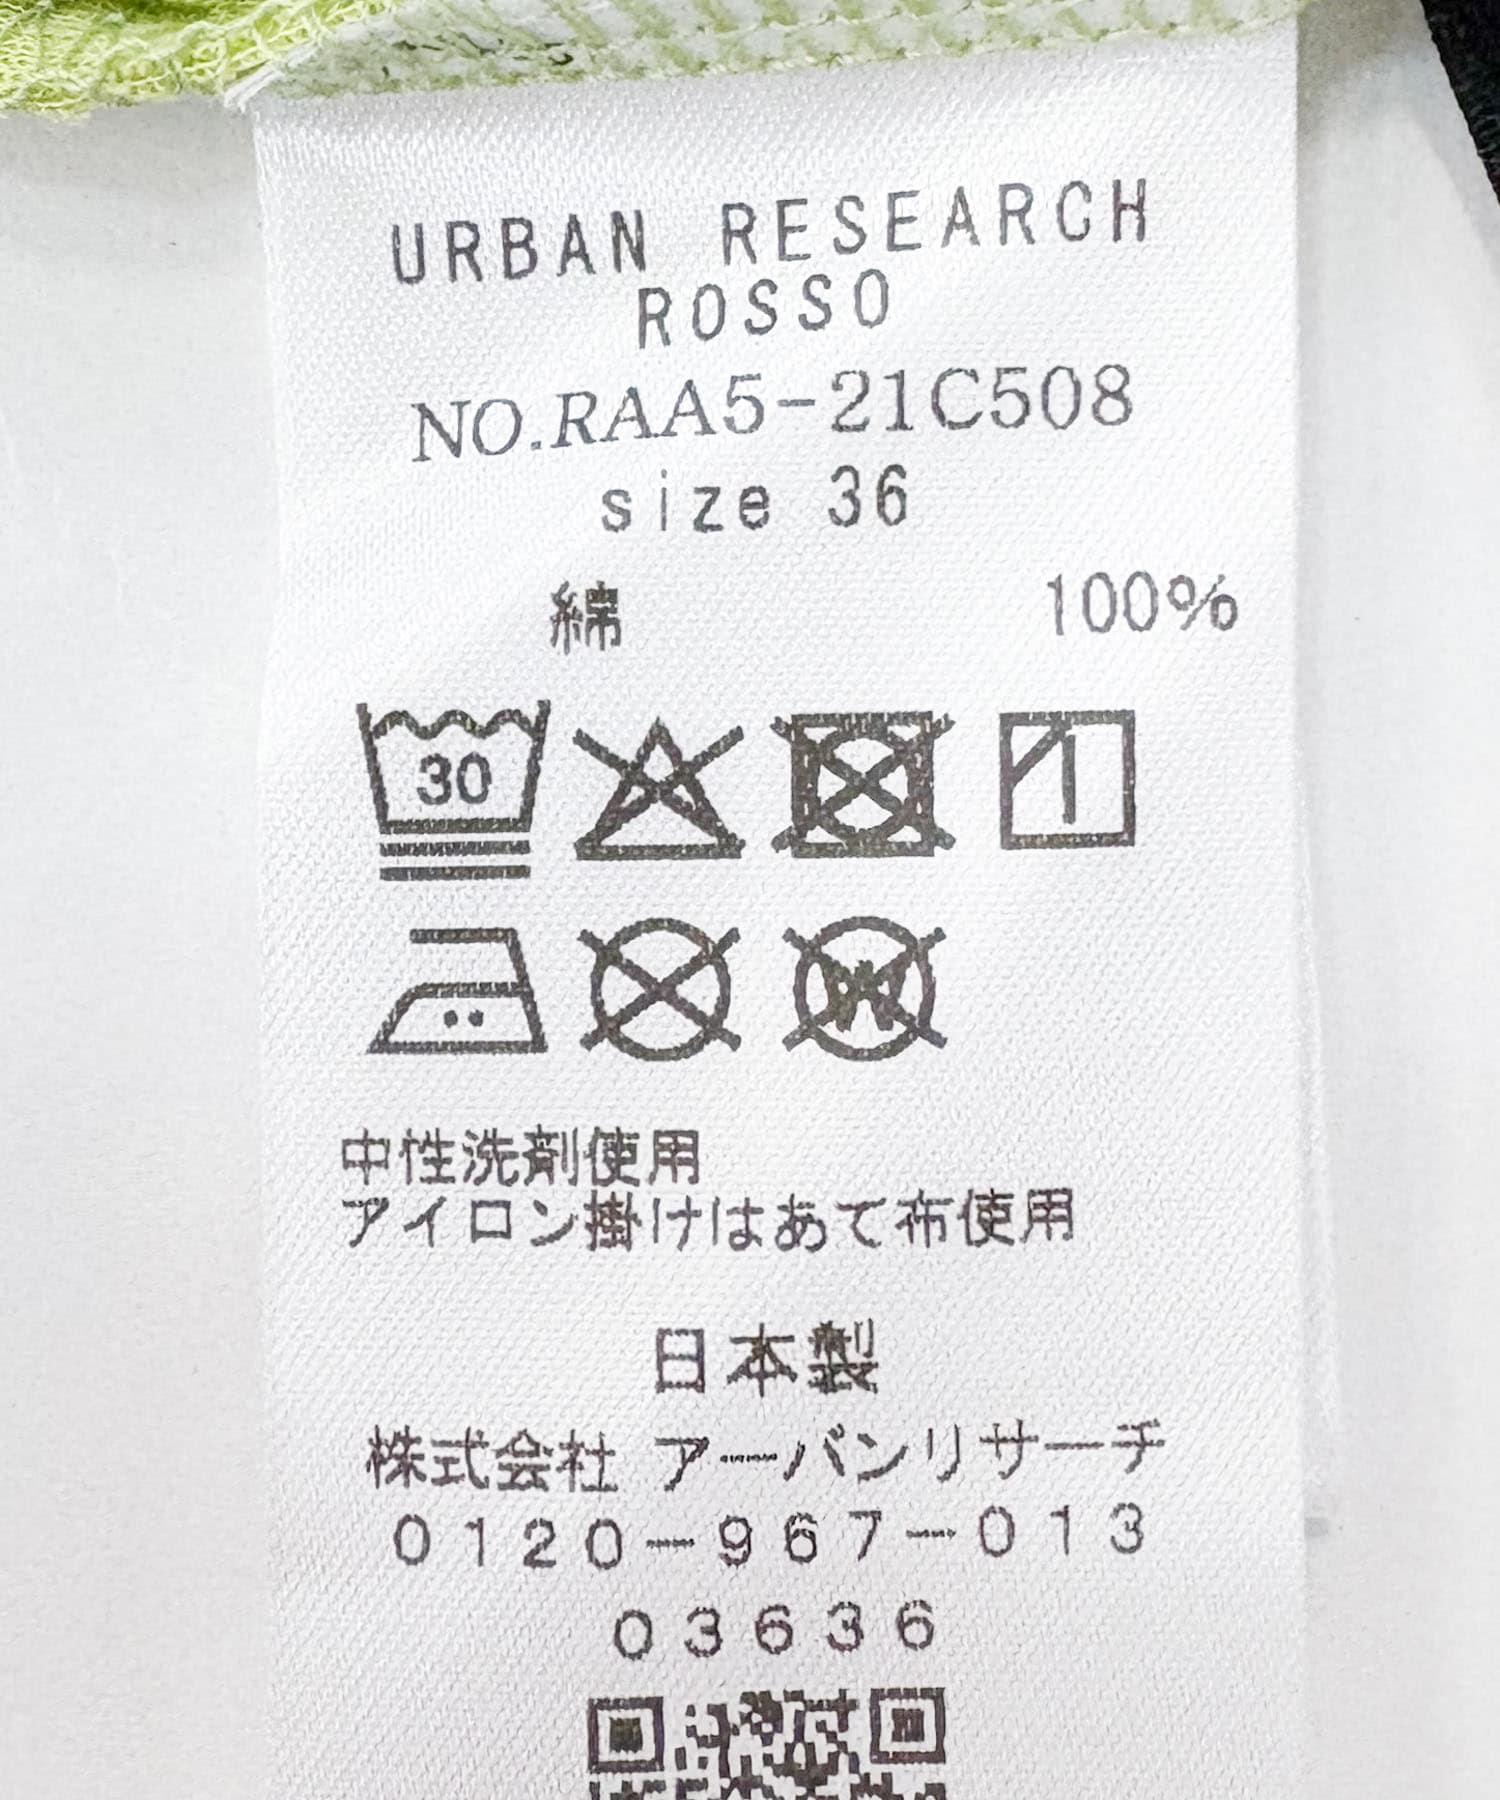 URBAN RESEARCH
ROSSO
NO.RAA5-21C508
size 36
綿 100%
30
中性洗剤使用
アイロン掛けはあて布使用
日本製
株式会社 アーバンリサーチ
0120-967-013
03636